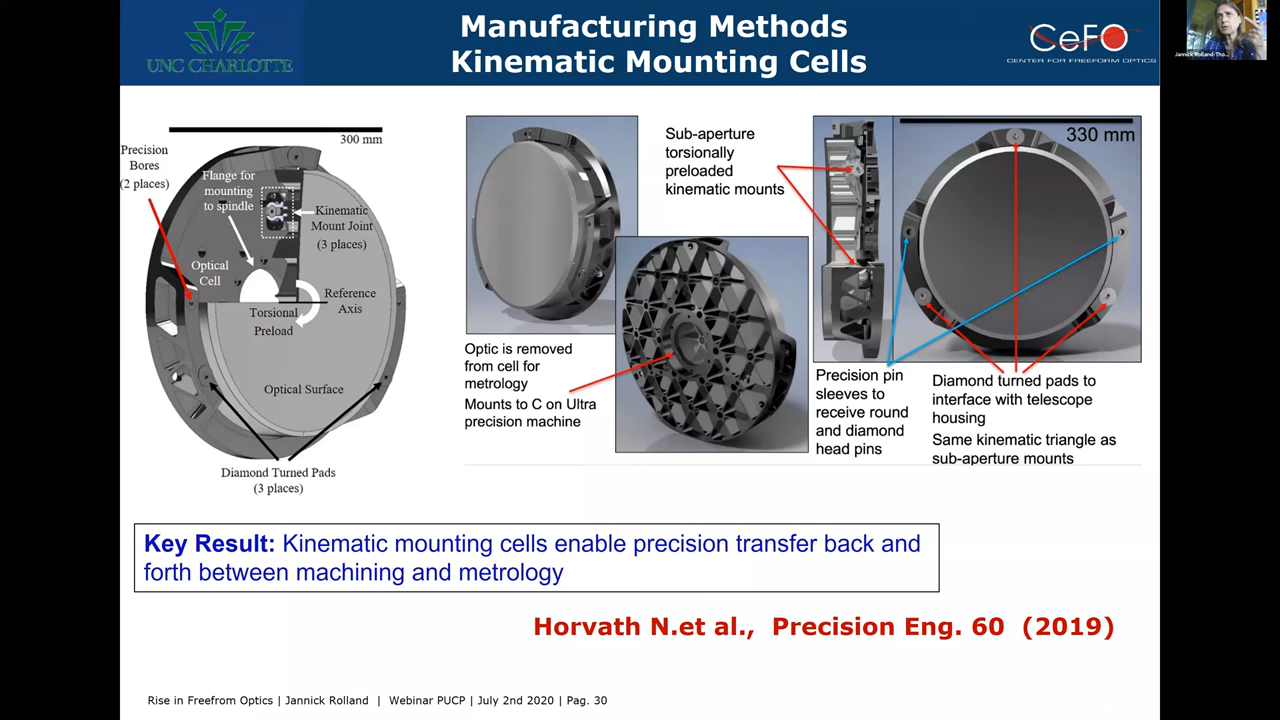 UNC CHARLOTTE
Manufacturing Methods
Kinematic Mounting Cells
CeFO
CENTER FOR FREEFORM OPTICS
Jannick Rolland-Tho...
300 mm
Precision
Bores
(2 places)
Flange for
mounting
to spindle
Kinematic
Mount Joint
(3 places)
Optical
Cell
Reference
Axis
Torsional
Preload
Optical Surface
Diamond Turned Pads
(3 places)
Optic is removed
from cell for
metrology
Mounts to C on Ultra
precision machine
Sub-aperture
torsionally
preloaded
kinematic mounts
330 mm
Precision pin
sleeves to
receive round
and diamond
head pins
Diamond turned pads to
interface with telescope
housing
Same kinematic triangle as
sub-aperture mounts
Key Result: Kinematic mounting cells enable precision transfer back and
forth between machining and metrology
Horvath N.et al., Precision Eng. 60 (2019)
Rise in Freefrom Optics | Jannick Rolland | Webinar PUCP | July 2nd 2020 | Pag. 30